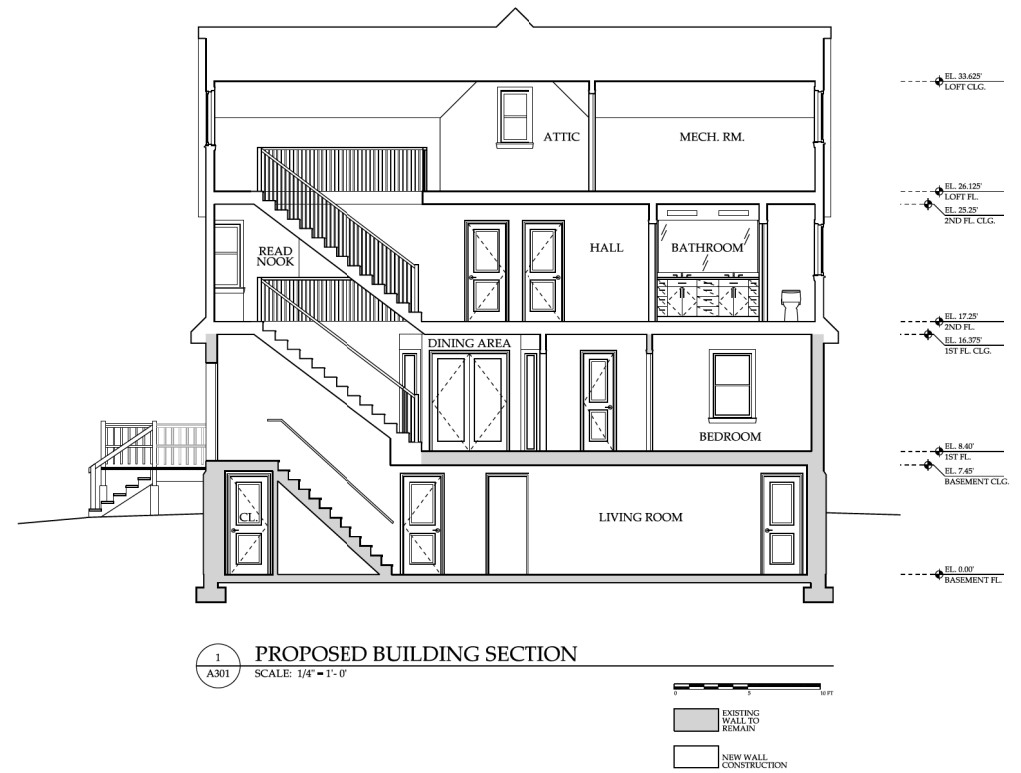 EL. 33.625'
LOFT CLG.
ATTIC
MECH. RM.
EL. 26.125'
LOFT FL.
EL. 25.25'
2ND FL. CLG.
READ
NOOK
HALL
BATHROOM
EL. 17.25'
2ND FL.
EL. 16.375'
1ST FL. CLG.
DINING AREA
BEDROOM
EL. 8.40'
1ST FL.
EL. 7.45'
BASEMENT CLG.
CL.
LIVING ROOM
EL. 0.00'
BASEMENT FL.
1
A301
PROPOSED BUILDING SECTION
SCALE: 1/4" = 1'- 0'
0 5 10 FT
EXISTING
WALL TO
REMAIN
NEW WALL
CONSTRUCTION